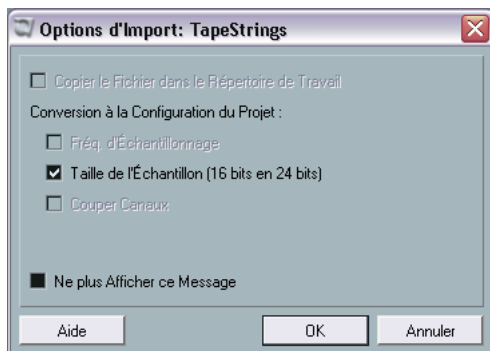 Options d'Import: TapeStrings
Copier le Fichier dans le Répertoire de Travail
Conversion à la Configuration du Projet :
Fréq. d'Échantillonnage
Taille de l'Échantillon (16 bits en 24 bits)
Couper Canaux
Ne plus Afficher ce Message
Aide
OK
Annuler